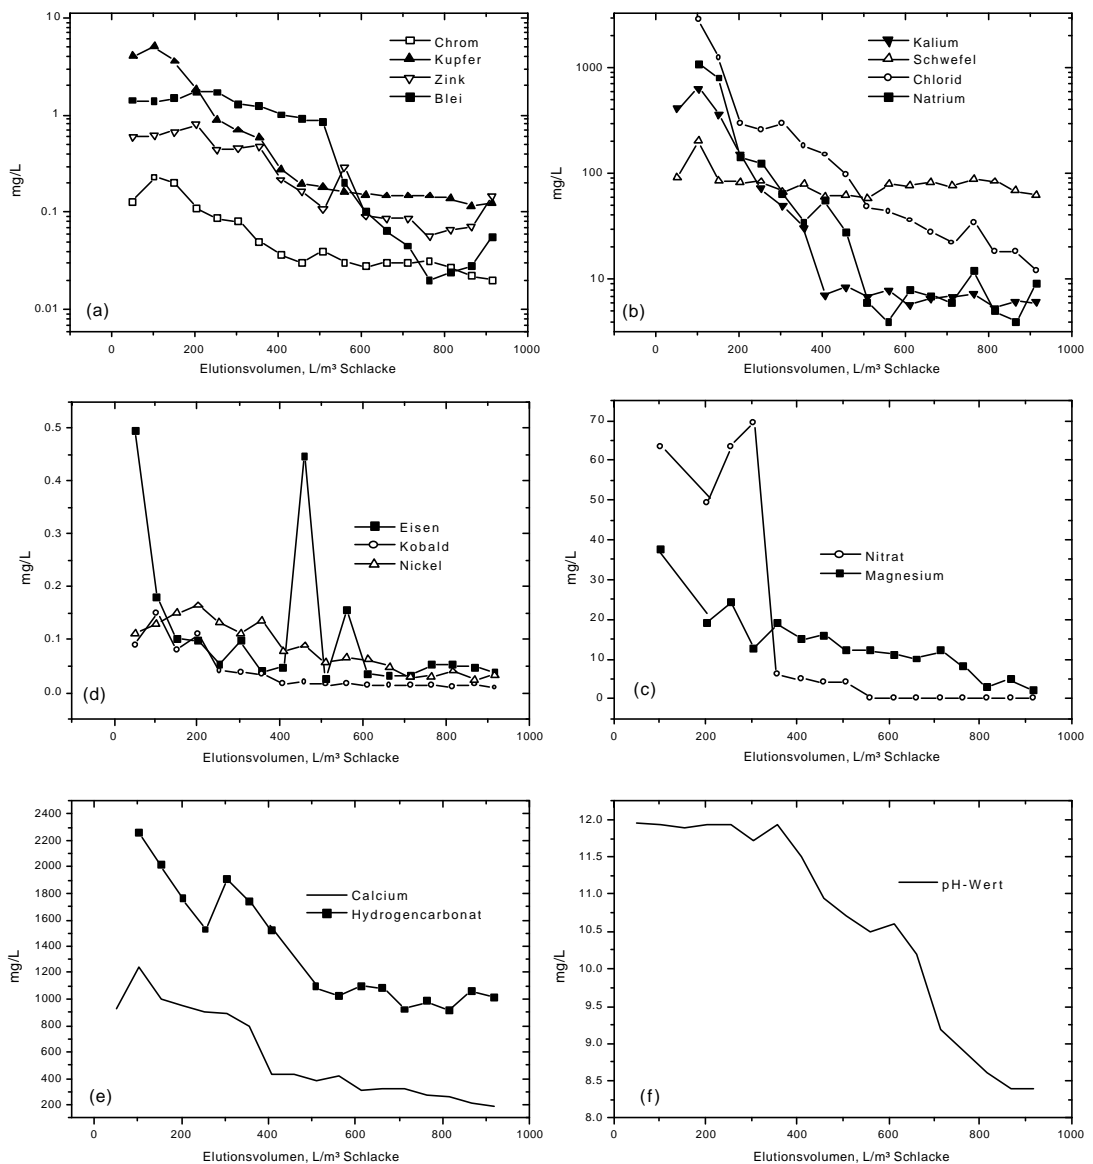 10
1
0.1
0.01
mg/L
Chrom
Kupfer
Zink
Blei
(a)
0 200 400 600 800 1000
Elutionsvolumen, L/m³ Schlacke
1000
100
10
mg/L
Kalium
Schwefel
Chlorid
Natrium
(b)
0 200 400 600 800 1000
Elutionsvolumen, L/m³ Schlacke
0.5
0.4
0.3
0.2
0.1
0.0
mg/L
Eisen
Kobald
Nickel
(d)
0 200 400 600 800 1000
Elutionsvolumen, L/m³ Schlacke
70
60
50
40
30
20
10
0
mg/L
Nitrat
Magnesium
(c)
0 200 400 600 800 1000
Elutionsvolumen, L/m³ Schlacke
2400
2200
2000
1800
1600
1400
1200
1000
800
600
400
200
mg/L
Calcium
Hydrogencarbonat
(e)
0 200 400 600 800 1000
Elutionsvolumen, L/m³ Schlacke
12.0
11.5
11.0
10.5
10.0
9.5
9.0
8.5
8.0
mg/L
pH-Wert
(f)
0 200 400 600 800 1000
Elutionsvolumen, L/m³ Schlacke